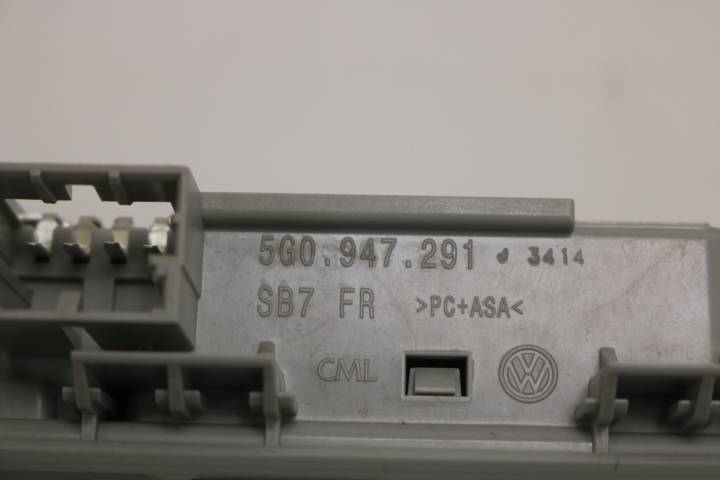 5G0.947.291 3414
SB7 FR >PC+ASA<
CML